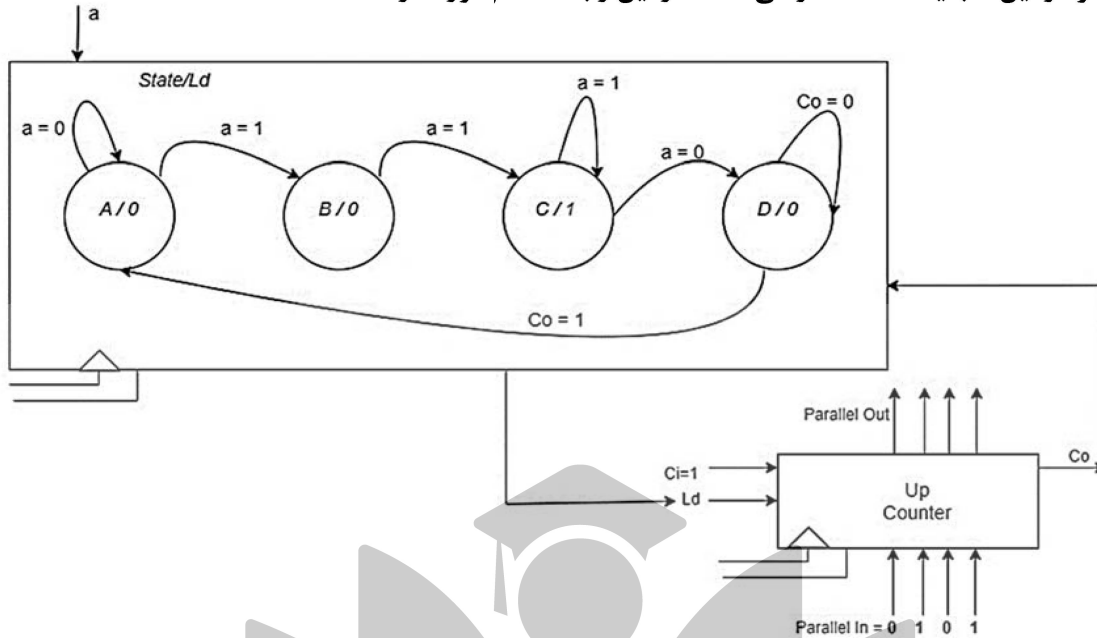 a
State/Ld
a = 0
a = 1
a = 1
a = 1
a = 0
Co = 0
A / 0
B / 0
C / 1
D / 0
Co = 1
Parallel Out
Ci=1
Ld
Up
Counter
Co
Parallel In = 0 1 0 1